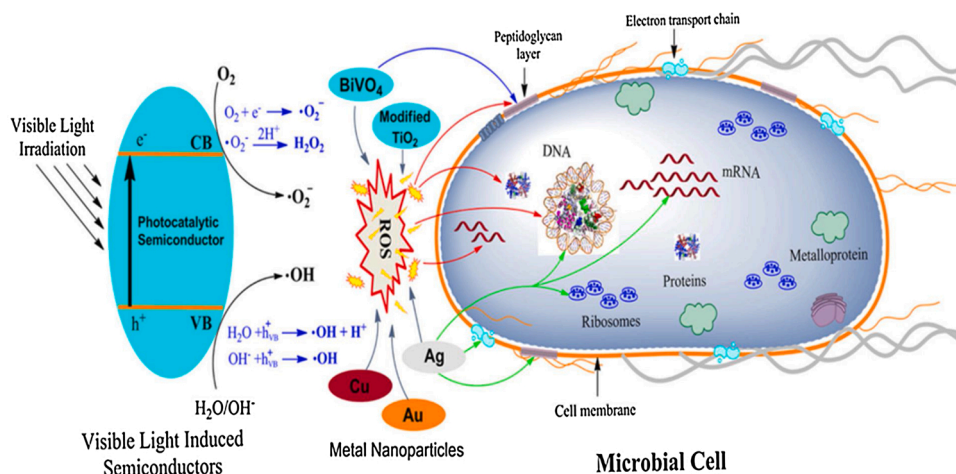 Visible Light
Irradiation
O₂
e⁻
CB
O₂ + e⁻ → ·O₂⁻
·O₂⁻ 2H⁺ → H₂O₂
·O₂⁻
Photocatalytic
Semiconductor
·OH
h⁺
VB
H₂O + h⁺VB → ·OH + H⁺
OH⁻ + h⁺VB → ·OH
H₂O/OH⁻
Visible Light Induced
Semiconductors
BiVO₄
Modified
TiO₂
ROS
Cu
Au
Ag
Metal Nanoparticles
Peptidoglycan
layer
Electron transport chain
DNA
mRNA
Metalloprotein
Proteins
Ribosomes
Cell membrane
Microbial Cell